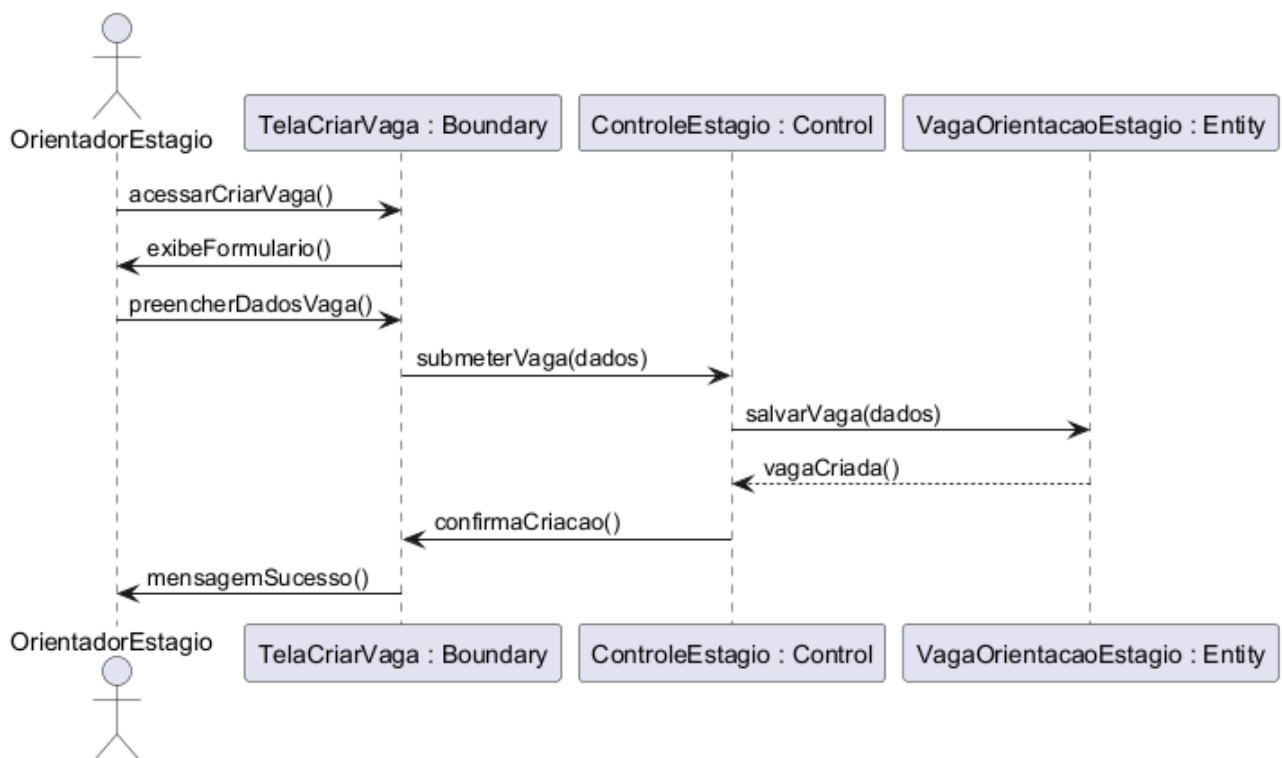 OrientadorEstagio
TelaCriarVaga : Boundary
ControleEstagio : Control
VagaOrientacaoEstagio : Entity
acessarCriarVaga()
exibeFormulario()
preencherDadosVaga()
submeterVaga(dados)
salvarVaga(dados)
vagaCriada()
confirmaCriacao()
mensagemSucesso()
OrientadorEstagio
TelaCriarVaga : Boundary
ControleEstagio : Control
VagaOrientacaoEstagio : Entity